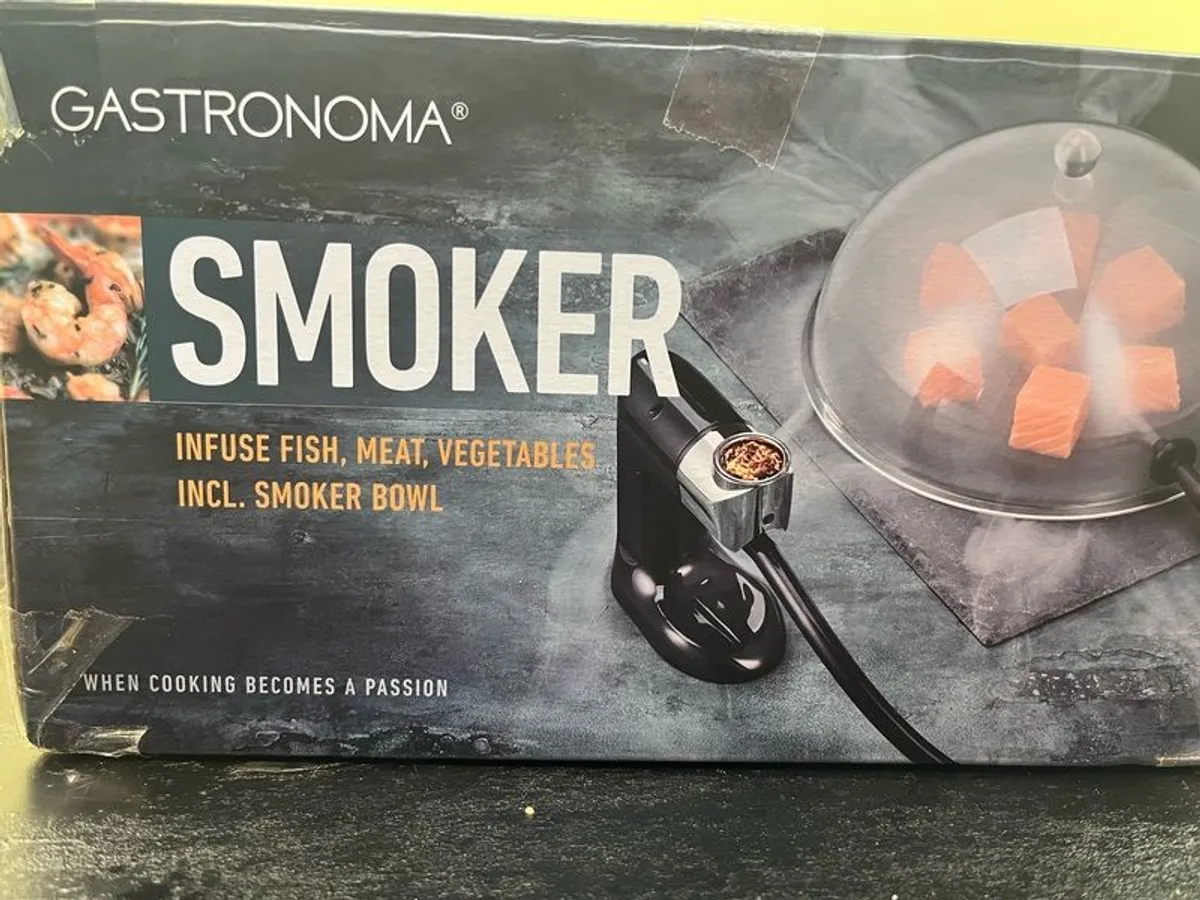 GASTRONOMA®
SMOKER
INFUSE FISH, MEAT, VEGETABLES
INCL. SMOKER BOWL
WHEN COOKING BECOMES A PASSION